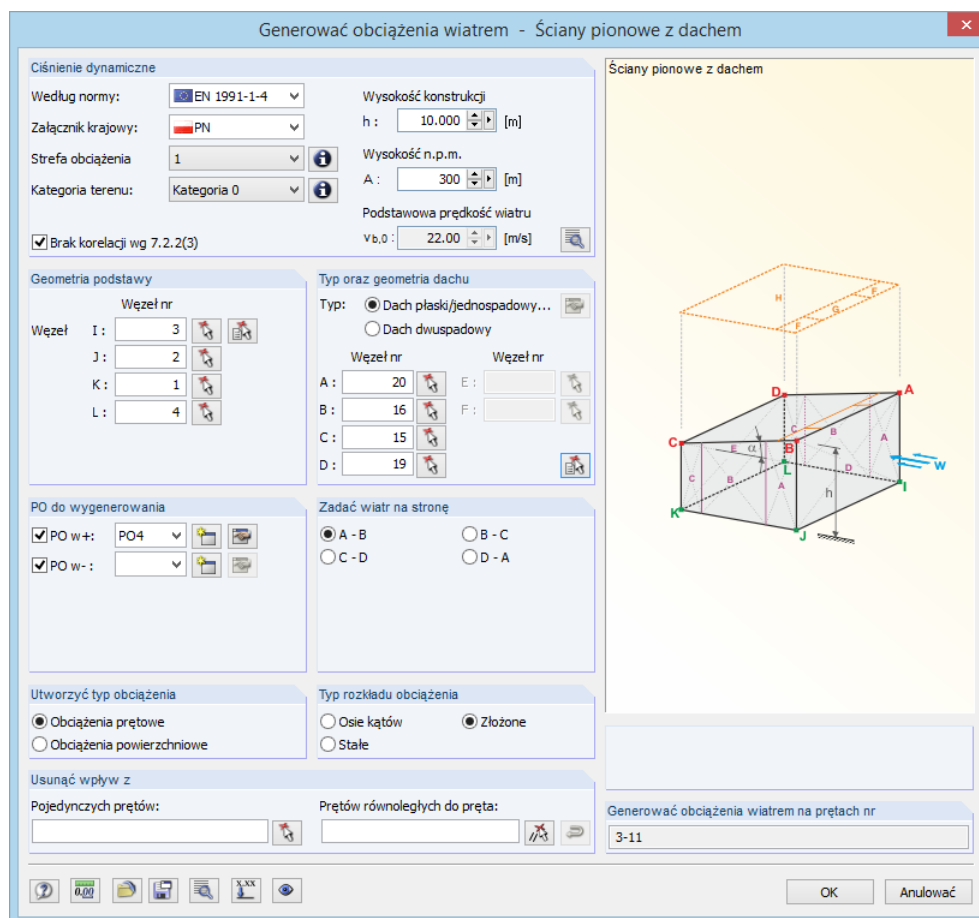 Generować obciążenia wiatrem - Ściany pionowe z dachem
Ciśnienie dynamiczne
Według normy: EN 1991-1-4
Załącznik krajowy: PN
Strefa obciążenia 1
Kategoria terenu: Kategoria 0
Brak korelacji wg 7.2.2(3)
Wysokość konstrukcji
h : 10.000 [m]
Wysokość n.p.m.
A : 300 [m]
Podstawowa prędkość wiatru
vb,0 : 22.00 [m/s]
Geometria podstawy
Węzeł nr
Węzeł I : 3
J : 2
K : 1
L : 4
Typ oraz geometria dachu
Typ: Dach płaski/jednospadowy...
Dach dwuspadowy
Węzeł nr Węzeł nr
A : 20 E :
B : 16 F :
C : 15
D : 19
PO do wygenerowania
PO w+: PO4
PO w- :
Zadać wiatr na stronę
A - B B - C
C - D D - A
Utworzyć typ obciążenia
Obciążenia prętowe
Obciążenia powierzchniowe
Typ rozkładu obciążenia
Osie kątów Złożone
Stałe
Usunąć wpływ z
Pojedynczych prętów: Prętów równoległych do pręta:
Ściany pionowe z dachem
H F
G
F
D A
C B A
C E B α D W
L
C B A h I
K
J
Generować obciążenia wiatrem na prętach nr
3-11
0.00 x.xx
OK Anulować